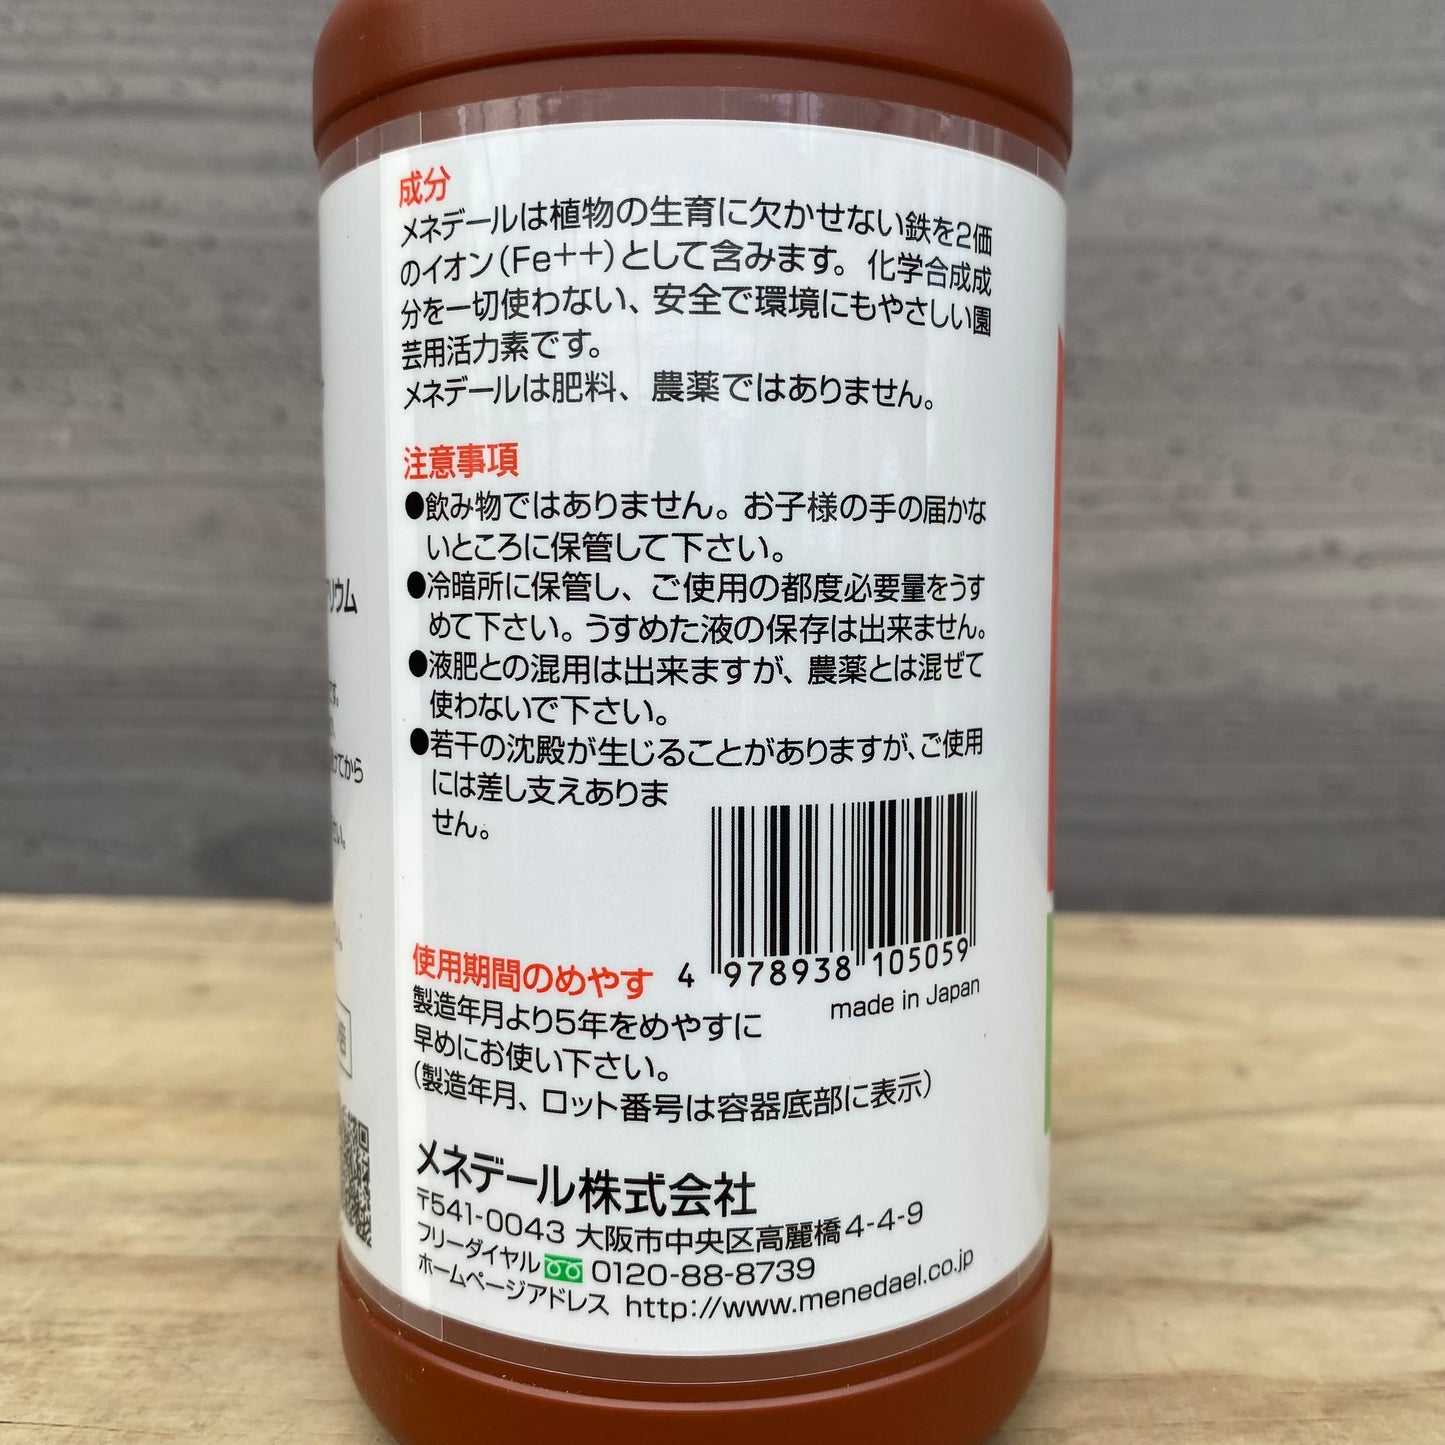 成分
メネデールは植物の生育に欠かせない鉄を2価
のイオン(Fe++)として含みます。化学合成成
分を一切使わない、安全で環境にもやさしい園
芸用活力素です。
メネデールは肥料、農薬ではありません。
注意事項
●飲み物ではありません。お子様の手の届かな
いところに保管して下さい。
●冷暗所に保管し、ご使用の都度必要量をうす
めて下さい。うすめた液の保存は出来ません。
●液肥との混用は出来ますが、農薬とは混ぜて
使わないで下さい。
●若干の沈殿が生じることがありますが、ご使用
には差し支えありま
せん。
4 978938 105059
made in Japan
使用期間のめやす
製造年月より5年をめやすに
早めにお使い下さい。
(製造年月、ロット番号は容器底部に表示)
メネデール株式会社
〒541-0043 大阪市中央区高麗橋4-4-9
フリーダイヤル 0120-88-8739
ホームページアドレス http://www.menedael.co.jp
リウム
です。
けてから
さい。
倍